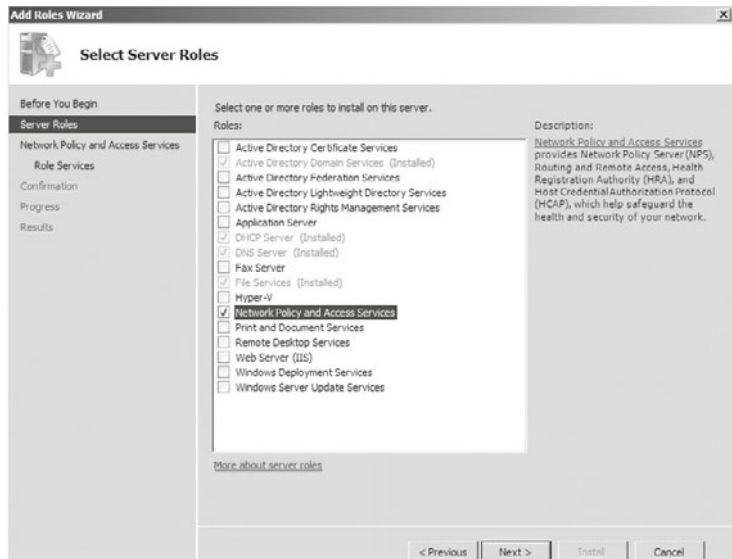 Add Roles Wizard
Select Server Roles
Before You Begin
Server Roles
Network Policy and Access Services
Role Services
Confirmation
Progress
Results
Select one or more roles to install on this server.
Roles:
Active Directory Certificate Services
Active Directory Domain Services (Installed)
Active Directory Federation Services
Active Directory Lightweight Directory Services
Active Directory Rights Management Services
Application Server
DHCP Server (Installed)
DNS Server (Installed)
Fax Server
File Services (Installed)
Hyper-V
Network Policy and Access Services
Print and Document Services
Remote Desktop Services
Web Server (IIS)
Windows Deployment Services
Windows Server Update Services
More about server roles
Description:
Network Policy and Access Services
provides Network Policy Server (NPS),
Routing and Remote Access, Health
Registration Authority (HRA), and
Host Credential Authorization Protocol
(HCAP), which help safeguard the
health and security of your network.
< Previous
Next >
Install
Cancel